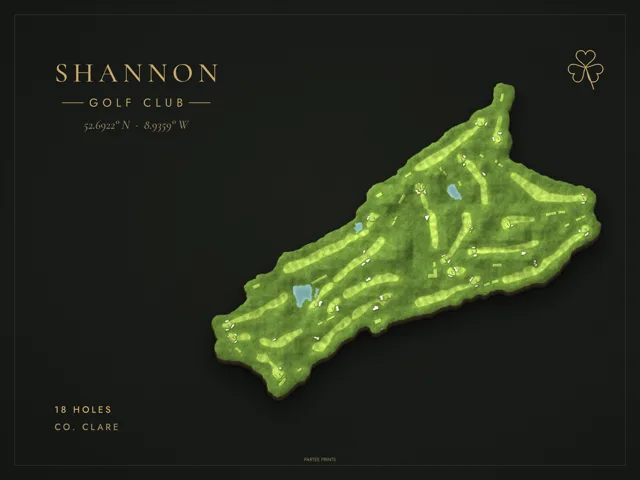 SHANNON
GOLF CLUB
52.6922° N · 8.9359° W
18 HOLES
CO. CLARE
PARTEE PRINTS